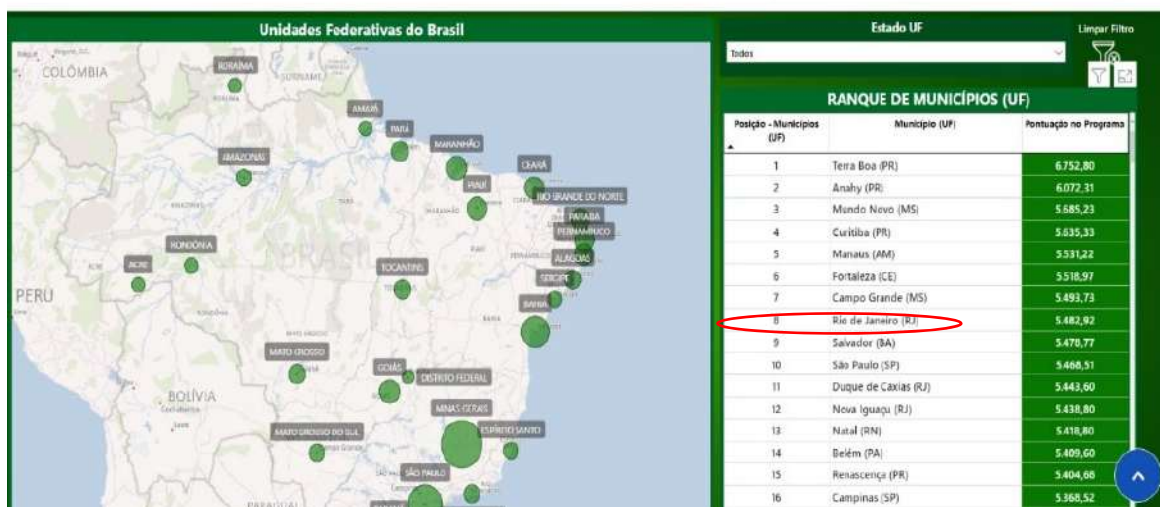 Unidades Federativas do Brasil
Estado UF
Limpar Filtro
Todos
RANQUE DE MUNICÍPIOS (UF)
Posição - Municípios (UF)
Município (UF)
Pontuação no Programa
1 Terra Boa (PR) 6.752,80
2 Anahy (PR) 6.072,31
3 Mundo Novo (MS) 5.685,23
4 Curitiba (PR) 5.635,33
5 Manaus (AM) 5.531,22
6 Fortaleza (CE) 5.518,97
7 Campo Grande (MS) 5.493,73
8 Rio de Janeiro (RJ) 5.482,92
9 Salvador (BA) 5.478,77
10 São Paulo (SP) 5.468,51
11 Duque de Caxias (RJ) 5.443,60
12 Nova Iguaçu (RJ) 5.438,80
13 Natal (RN) 5.418,80
14 Belém (PA) 5.409,60
15 Renascença (PR) 5.404,66
16 Campinas (SP) 5.368,52
COLÔMBIA
RORAIMA
SURINAME
AMAPÁ
PARÁ
MARANHÃO
AMAZONAS
CEARÁ
PIAUÍ
RIO GRANDE DO NORTE
PARAÍBA
PERNAMBUCO
RONDÔNIA
BRASIL
ALAGOAS
ACRE
TOCANTINS
SERGIPE
PERU
BAHIA
MATO GROSSO
GOIÁS
DISTRITO FEDERAL
BOLÍVIA
MINAS GERAIS
MATO GROSSO DO SUL
ESPÍRITO SANTO
SÃO PAULO
PARAGUAI